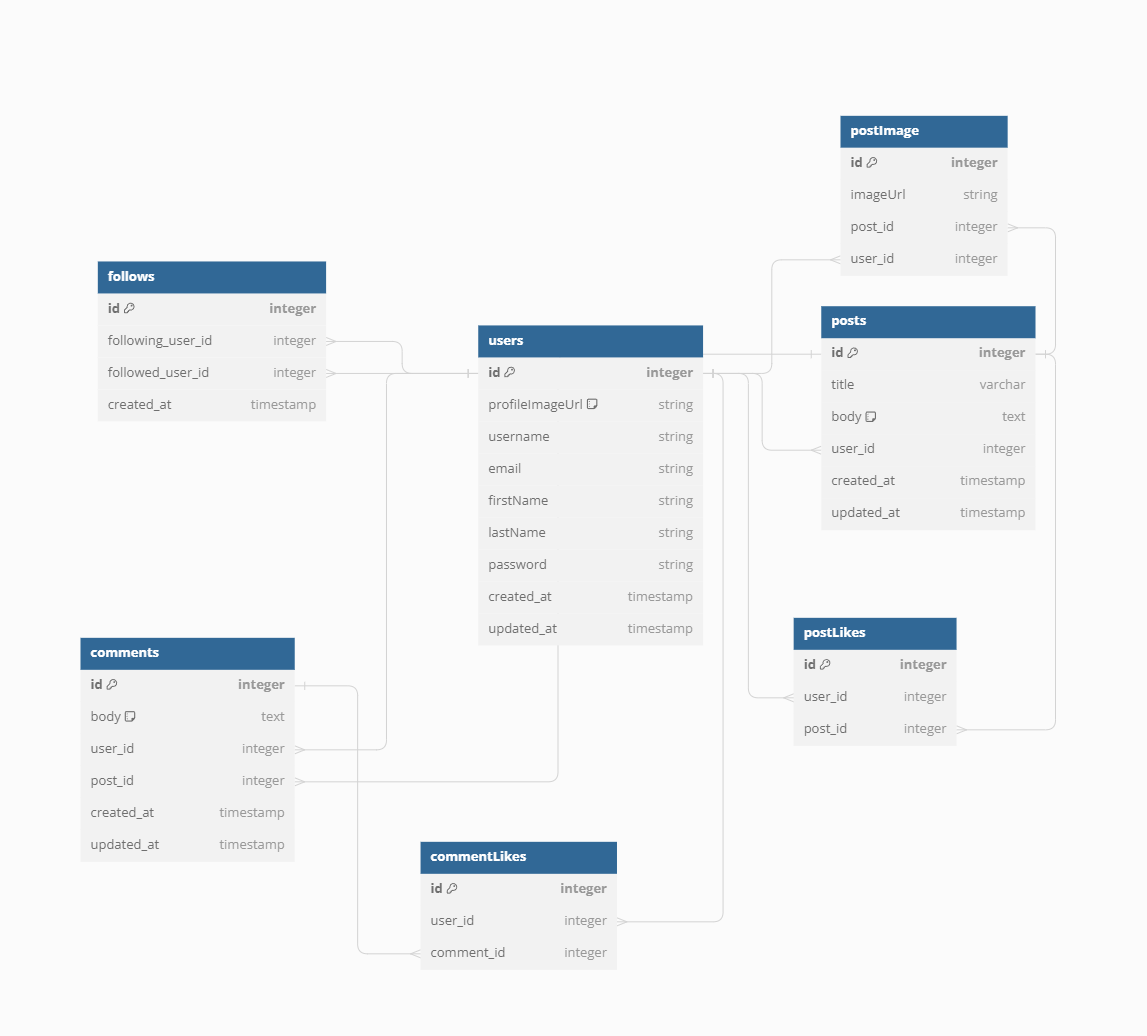 postImage
id integer
imageUrl string
post_id integer
user_id integer
follows
id integer
following_user_id integer
followed_user_id integer
created_at timestamp
users
id integer
profileImageUrl string
username string
email string
firstName string
lastName string
password string
created_at timestamp
updated_at timestamp
posts
id integer
title varchar
body text
user_id integer
created_at timestamp
updated_at timestamp
comments
id integer
body text
user_id integer
post_id integer
created_at timestamp
updated_at timestamp
postLikes
id integer
user_id integer
post_id integer
commentLikes
id integer
user_id integer
comment_id integer